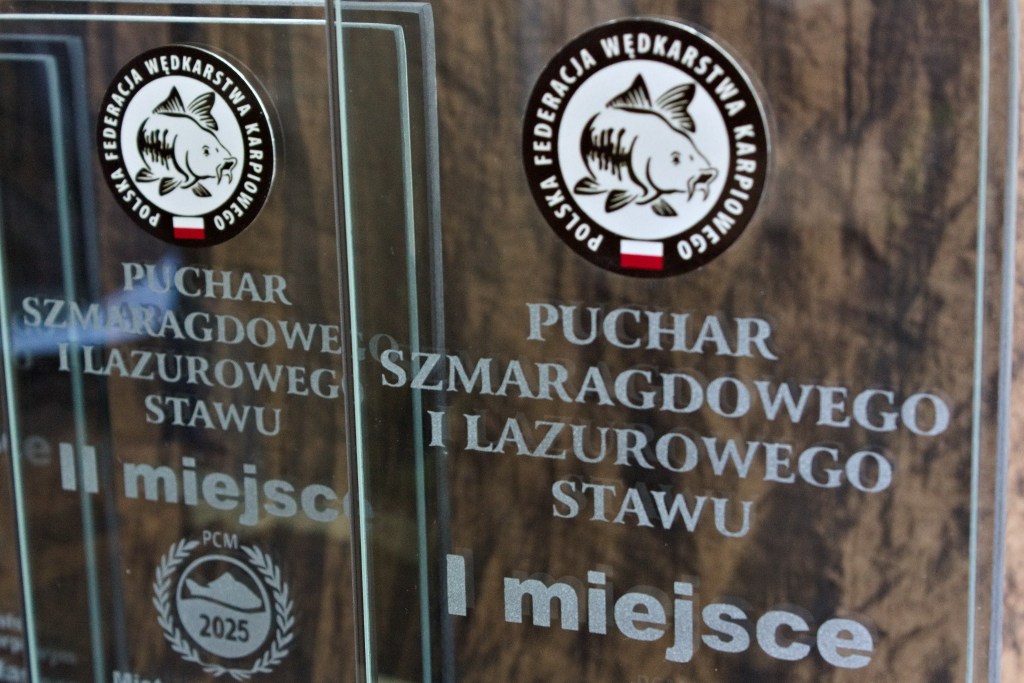 POLSKA FEDERACJA WĘDKARSTWA KARPIOWEGO
PUCHAR
SZMARAGDOWEGO
I LAZUROWEGO
STAWU
II miejsce
PCM
2025
POLSKA FEDERACJA WĘDKARSTWA KARPIOWEGO
PUCHAR
SZMARAGDOWEGO
I LAZUROWEGO
STAWU
I miejsce